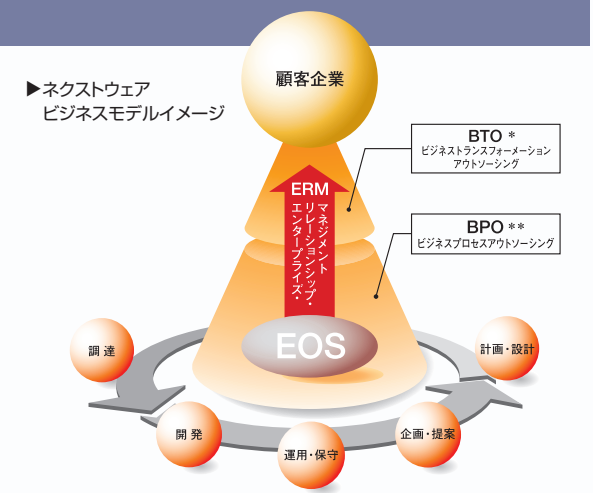 ▶ネクストウェア
ビジネスモデルイメージ
顧客企業
BTO *
ビジネストランスフォーメーション
アウトソーシング
BPO **
ビジネスプロセスアウトソーシング
ERM
エンタープライズ・
リレーションシップ・
マネジメント
EOS
調達
開発
運用・保守
企画・提案
計画・設計